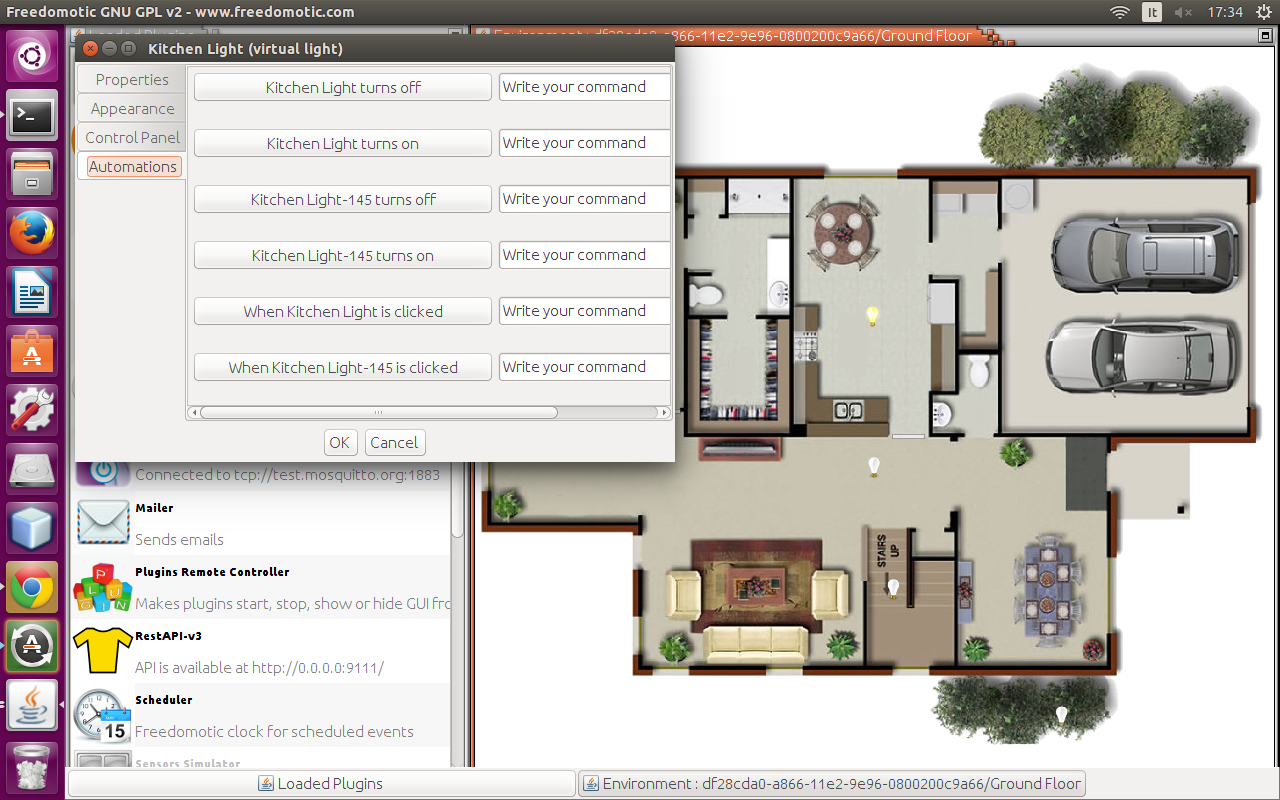 Freedomotic GNU GPL v2 - www.freedomotic.com
It
17:34
Environment : df28cda0-a866-11e2-9e96-0800200c9a66/Ground Floor
Kitchen Light (virtual light)
Properties
Appearance
Control Panel
Automations
Kitchen Light turns off
Write your command
Kitchen Light turns on
Write your command
Kitchen Light-145 turns off
Write your command
Kitchen Light-145 turns on
Write your command
When Kitchen Light is clicked
Write your command
When Kitchen Light-145 is clicked
Write your command
OK
Cancel
Connected to tcp://test.mosquitto.org:1883
Mailer
Sends emails
Plugins Remote Controller
Makes plugins start, stop, show or hide GUI fro
RestAPI-v3
API is available at http://0.0.0.0:9111/
Scheduler
Freedomotic clock for scheduled events
15
Sensors Simulator
PLUGIN
STAIRS
UP
Loaded Plugins
Environment : df28cda0-a866-11e2-9e96-0800200c9a66/Ground Floor